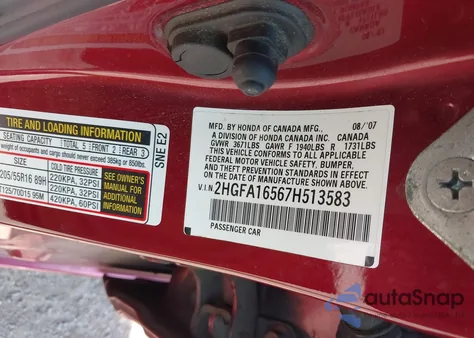 TIRE AND LOADING INFORMATION
SEATING CAPACITY TOTAL 5 FRONT 2 REAR 3
weight of occupants and cargo should never exceed 385kg or 850lbs.
SIZE COLD TIRE PRESSURE
205/55R16 89H 220KPA, 32PSI
220KPA, 32PSI
T125/70D15 95M 420KPA, 60PSI
SEE OWNER'S MANUAL FOR ADDITIONAL INFORMATION
SNE E2
MFD. BY HONDA OF CANADA MFG., 08/'07
A DIVISION OF HONDA CANADA INC. CANADA
GVWR 3671LBS GAWR F 1940LBS R 1731LBS
THIS VEHICLE CONFORMS TO ALL APPLICABLE
FEDERAL MOTOR VEHICLE SAFETY, BUMPER,
AND THEFT PREVENTION STANDARDS IN EFFECT
ON THE DATE OF MANUFACTURE SHOWN ABOVE.
V.I.N. 2HGFA16567H513583
PASSENGER CAR
autoSnap